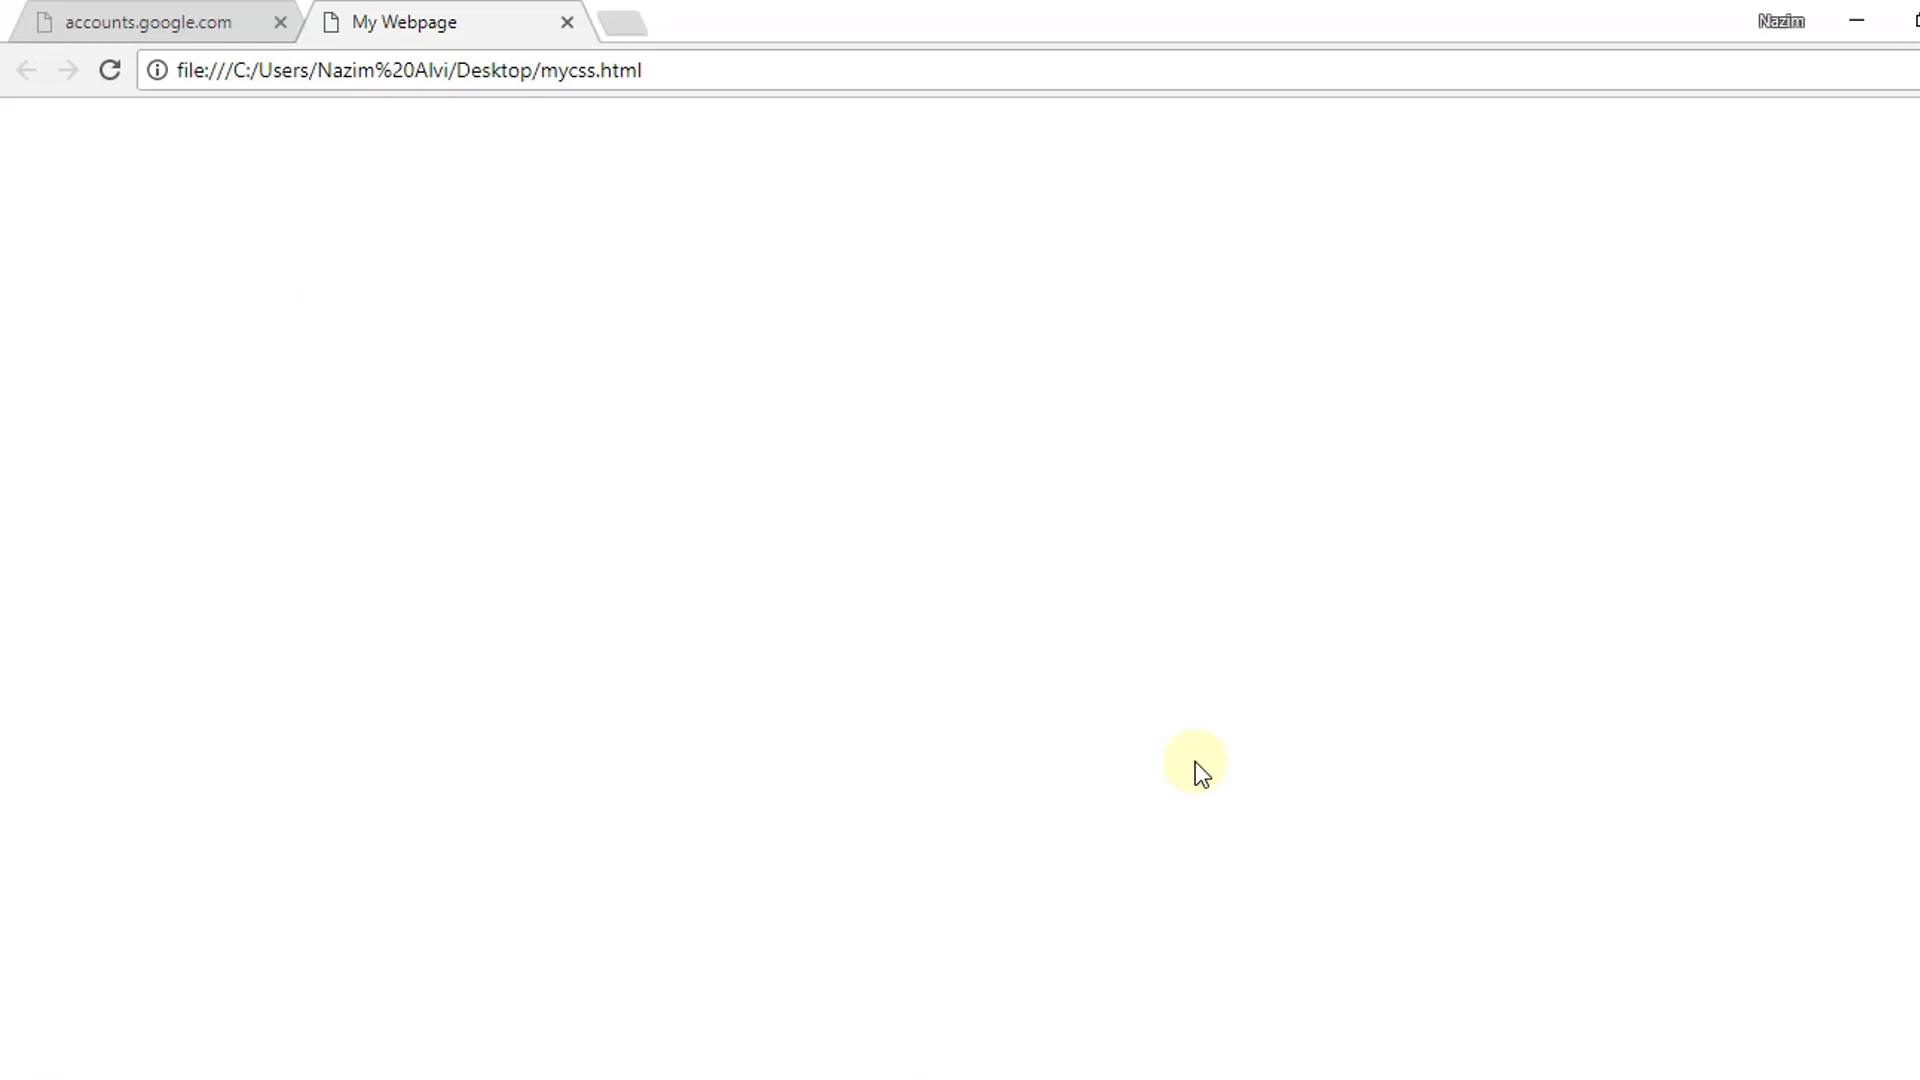 accounts.google.com
My Webpage
Nazim
file:///C:/Users/Nazim%20Alvi/Desktop/mycss.html